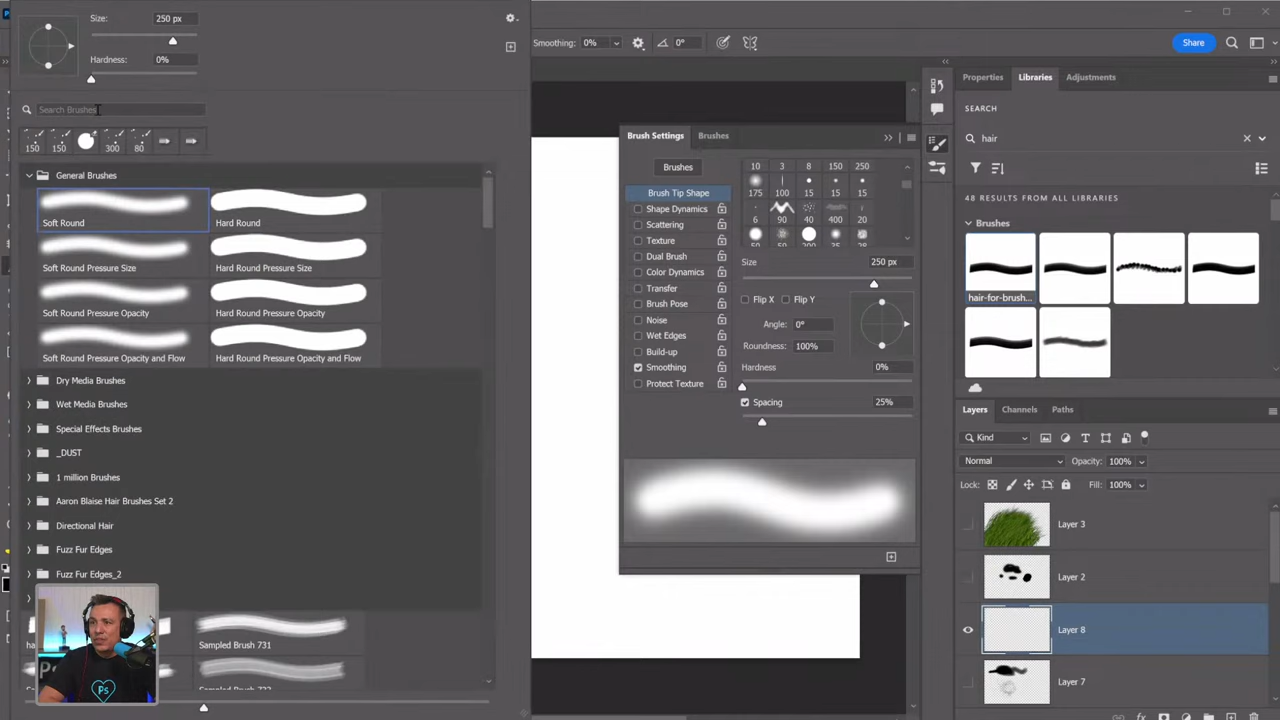 Size: 250 px
Hardness: 0%
Search Brushes
150 150 300 80
General Brushes
Soft Round
Hard Round
Soft Round Pressure Size
Hard Round Pressure Size
Soft Round Pressure Opacity
Hard Round Pressure Opacity
Soft Round Pressure Opacity and Flow
Hard Round Pressure Opacity and Flow
Dry Media Brushes
Wet Media Brushes
Special Effects Brushes
_DUST
1 million Brushes
Aaron Blaise Hair Brushes Set 2
Directional Hair
Fuzz Fur Edges
Fuzz Fur Edges_2
Sampled Brush 731
Ps
Smoothing: 0%
0°
Share
Brush Settings
Brushes
Brushes
Brush Tip Shape
Shape Dynamics
Scattering
Texture
Dual Brush
Color Dynamics
Transfer
Brush Pose
Noise
Wet Edges
Build-up
Smoothing
Protect Texture
10 3 8 150 250
175 100 15 15 15
6 90 40 400 20
Size 250 px
Flip X Flip Y
Angle: 0°
Roundness: 100%
Hardness 0%
Spacing 25%
Properties Libraries Adjustments
SEARCH
hair
48 RESULTS FROM ALL LIBRARIES
Brushes
hair-for-brush...
Layers Channels Paths
Kind
Normal Opacity: 100%
Lock: Fill: 100%
Layer 3
Layer 2
Layer 8
Layer 7
fx